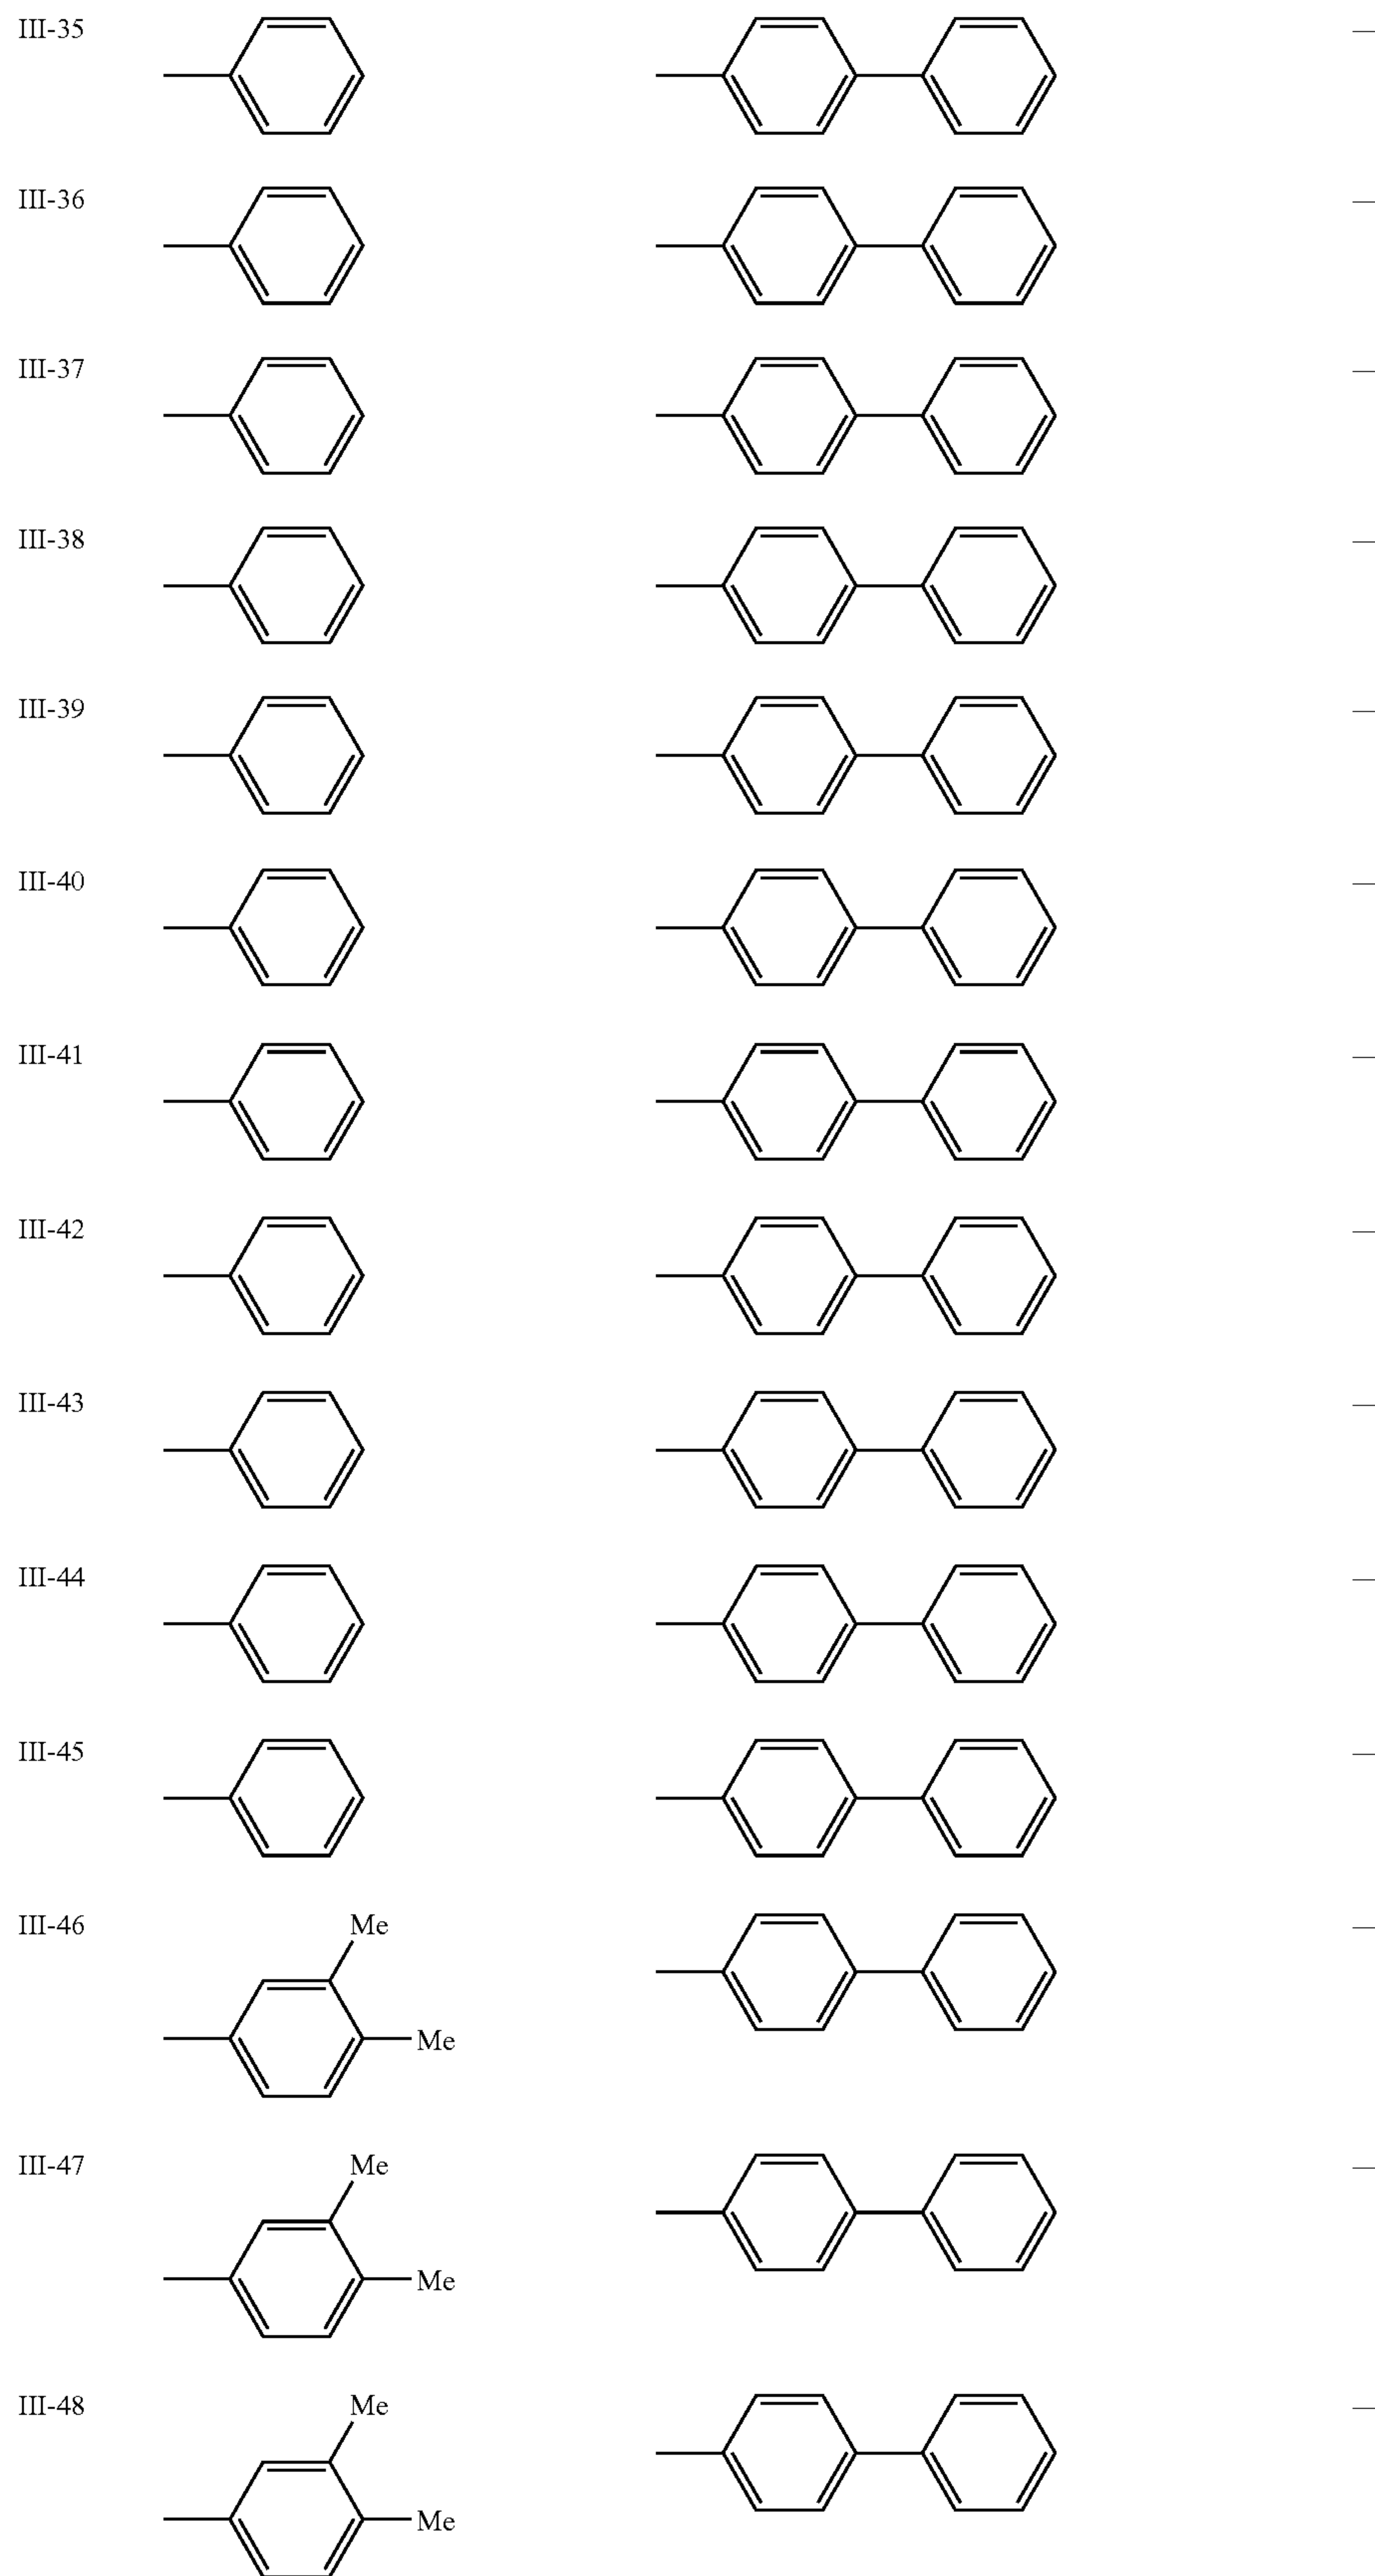 III-35 —
III-36 —
III-37 —
III-38 —
III-39 —
III-40 —
III-41 —
III-42 —
III-43 —
III-44 —
III-45 —
III-46 Me —
Me
III-47 Me —
Me
III-48 Me —
Me